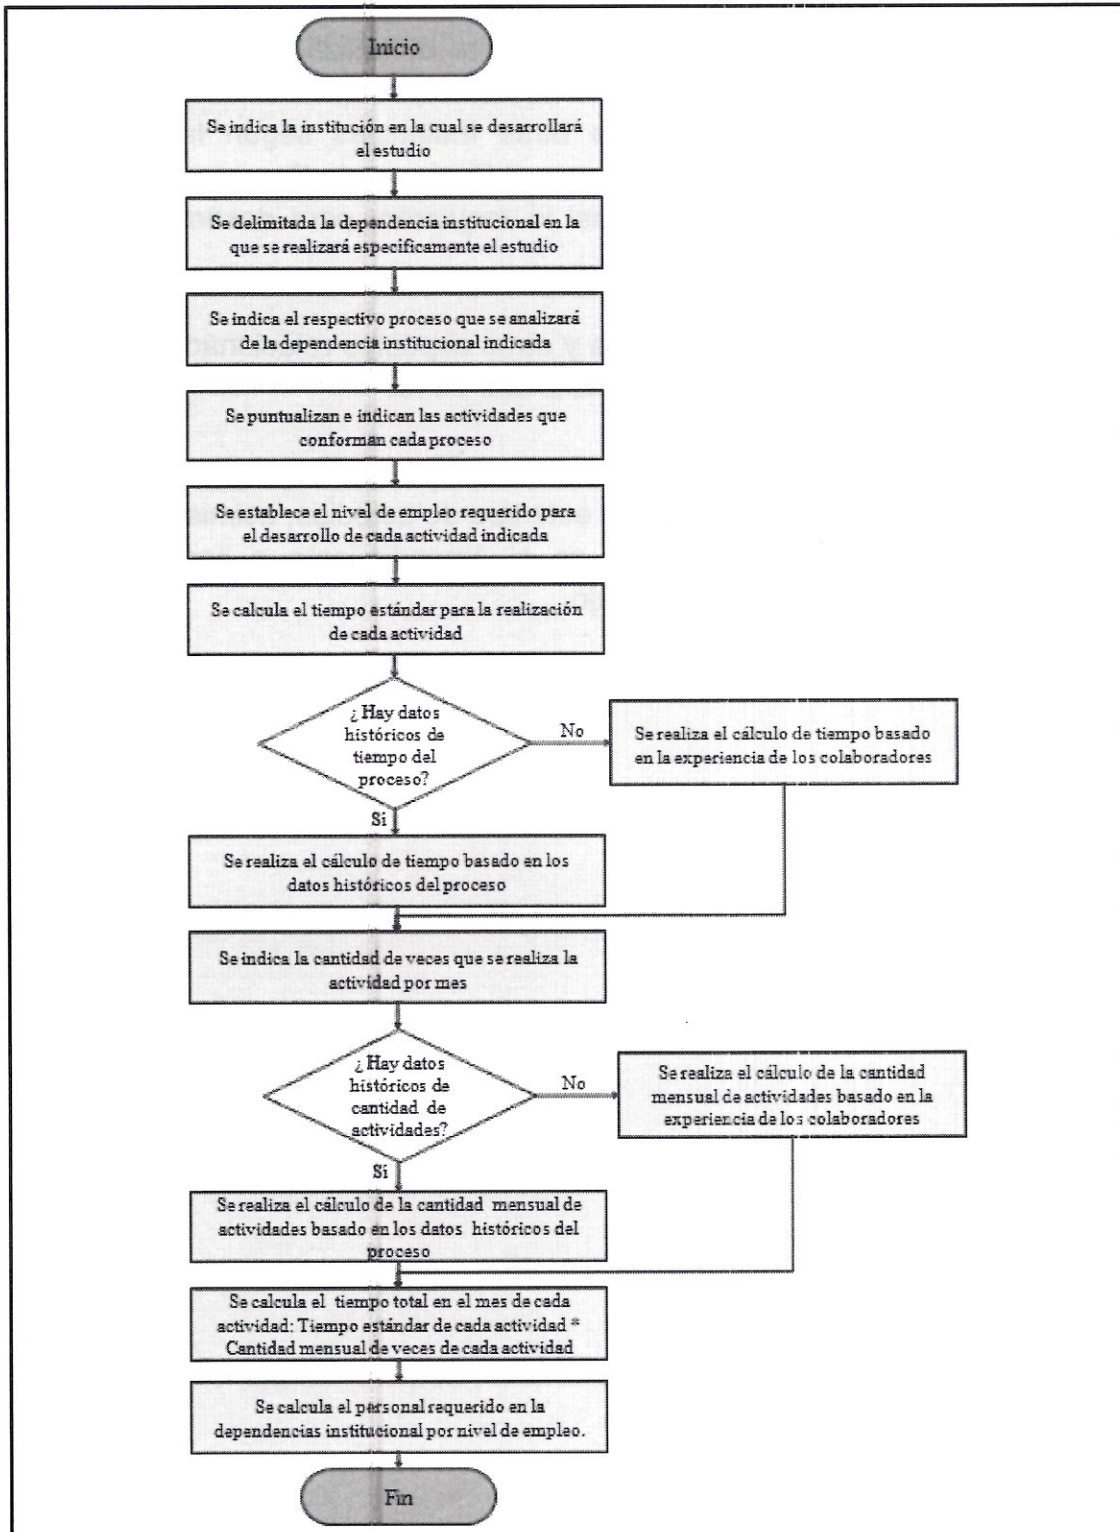 Inicio
Se indica la institución en la cual se desarrollará
el estudio
Se delimitada la dependencia institucional en la
que se realizará específicamente el estudio
Se indica el respectivo proceso que se analizará
de la dependencia institucional indicada
Se puntualizan e indican las actividades que
conforman cada proceso
Se establece el nivel de empleo requerido para
el desarrollo de cada actividad indicada
Se calcula el tiempo estándar para la realización
de cada actividad
¿Hay datos
históricos de
tiempo del
proceso?
No
Se realiza el cálculo de tiempo basado
en la experiencia de los colaboradores
Sí
Se realiza el cálculo de tiempo basado en los
datos históricos del proceso
Se indica la cantidad de veces que se realiza la
actividad por mes
¿Hay datos
históricos de
cantidad de
actividades?
No
Se realiza el cálculo de la cantidad
mensual de actividades basado en la
experiencia de los colaboradores
Sí
Se realiza el cálculo de la cantidad mensual de
actividades basado en los datos históricos del
proceso
Se calcula el tiempo total en el mes de cada
actividad: Tiempo estándar de cada actividad *
Cantidad mensual de veces de cada actividad
Se calcula el personal requerido en la
dependencias institucional por nivel de empleo.
Fin